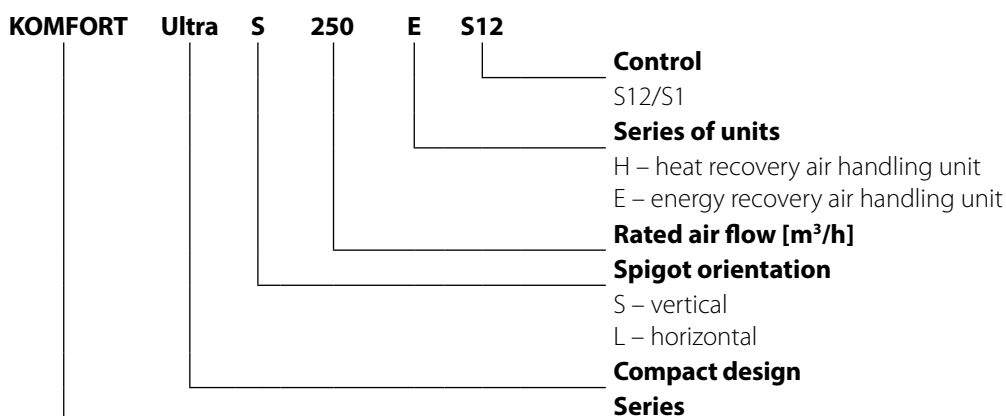 KOMFORT Ultra S 250 E S12
Control
S12/S1
Series of units
H – heat recovery air handling unit
E – energy recovery air handling unit
Rated air flow [m³/h]
Spigot orientation
S – vertical
L – horizontal
Compact design
Series